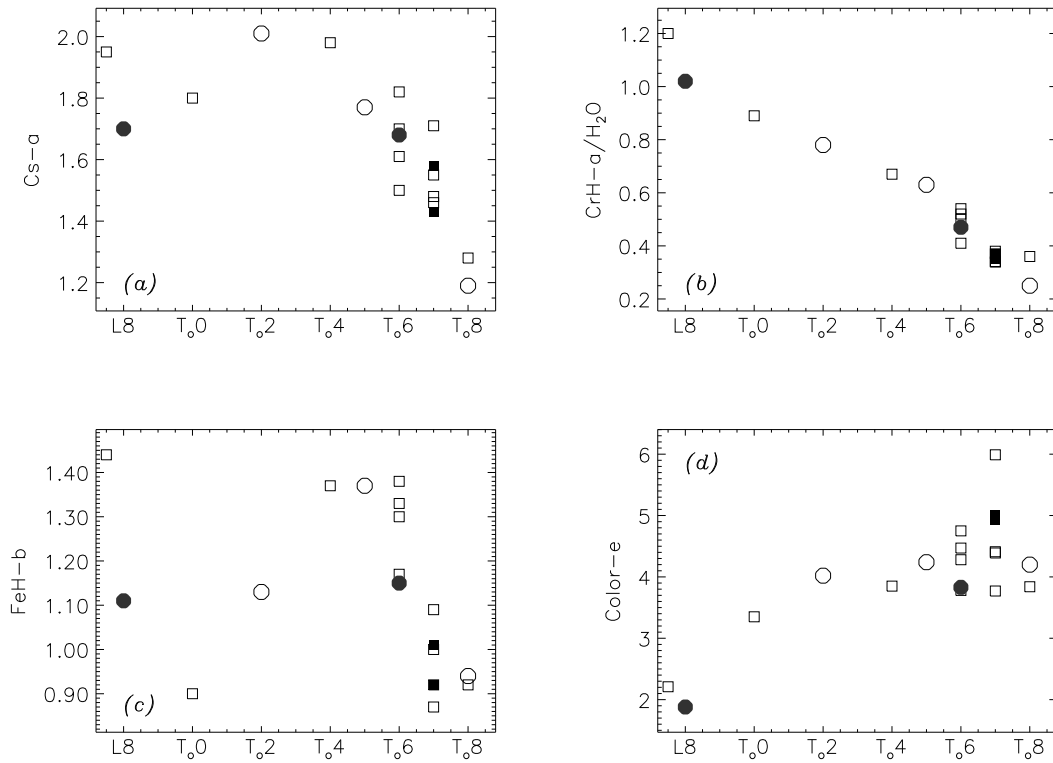 2.0
1.8
1.6
1.4
1.2
Cs-a
(a)
L8 T₀0 T₀2 T₀4 T₀6 T₀8
1.2
1.0
0.8
0.6
0.4
0.2
CrH-a/H₂O
(b)
L8 T₀0 T₀2 T₀4 T₀6 T₀8
1.40
1.30
1.20
1.10
1.00
0.90
FeH-b
(c)
L8 T₀0 T₀2 T₀4 T₀6 T₀8
6
5
4
3
2
Color-e
(d)
L8 T₀0 T₀2 T₀4 T₀6 T₀8